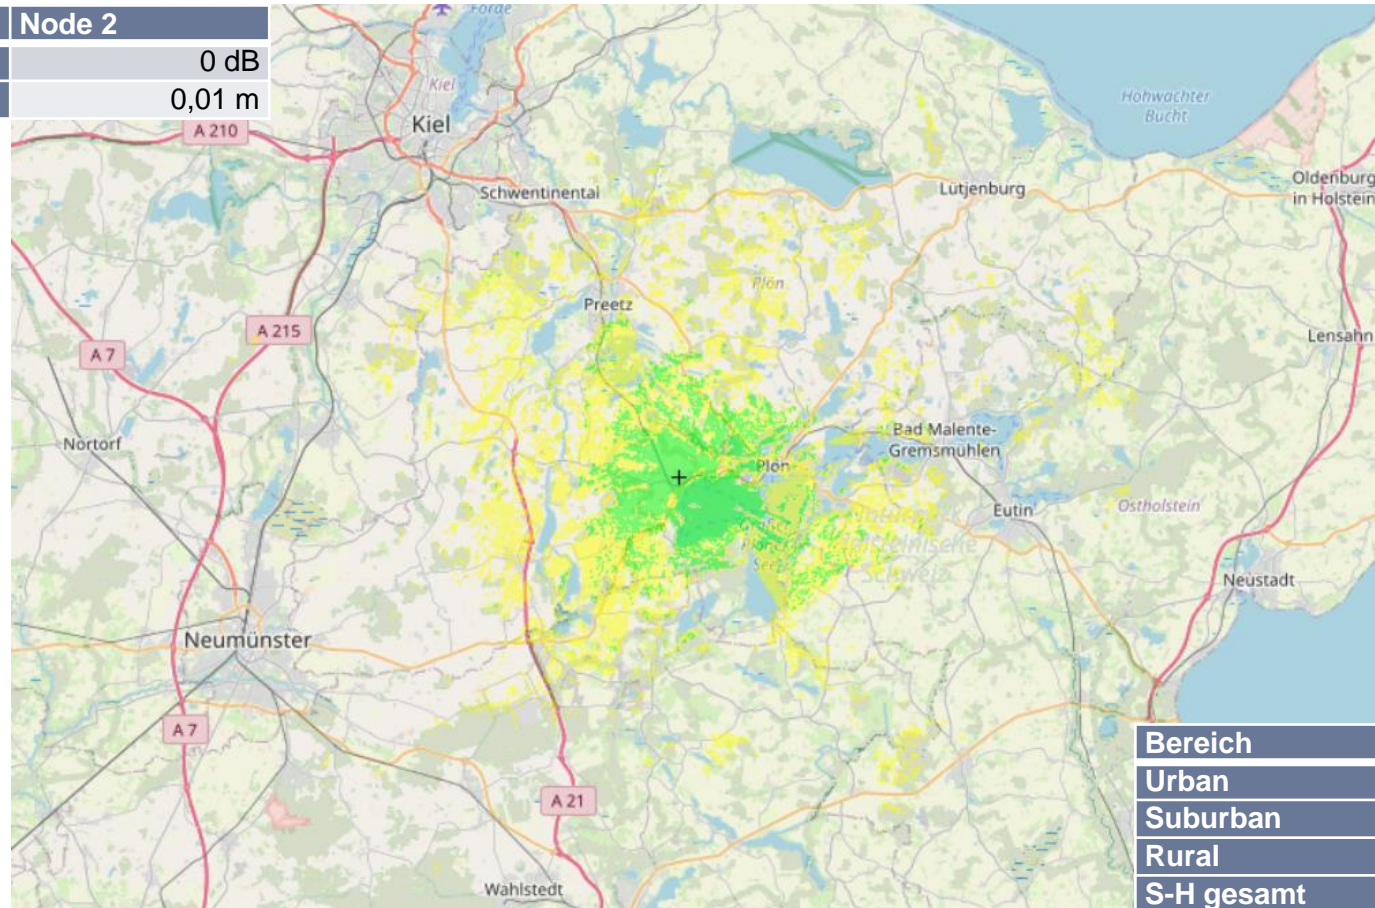 Node 2
0 dB
0,01 m
Förde
Kiel
Kiel
A 210
Hohwachter
Bucht
Schwentinental
Lütjenburg
Oldenburg
in Holstein
Plön
Preetz
A 215
A 7
Lensahn
Nortorf
Bad Malente-
Gremsmühlen
Plön
Eutin
Ostholstein
Neustadt
Neumünster
A 7
A 21
Wahlstedt
Bereich
Urban
Suburban
Rural
S-H gesamt